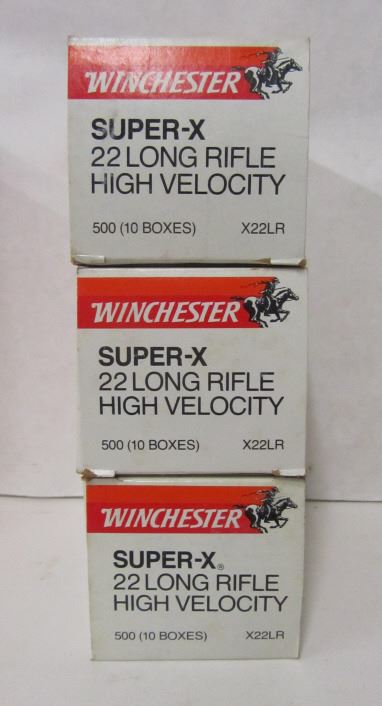 WINCHESTER
SUPER-X
22 LONG RIFLE
HIGH VELOCITY
500 (10 BOXES) X22LR
WINCHESTER
SUPER-X
22 LONG RIFLE
HIGH VELOCITY
500 (10 BOXES) X22LR
WINCHESTER
SUPER-X®
22 LONG RIFLE
HIGH VELOCITY
500 (10 BOXES) X22LR